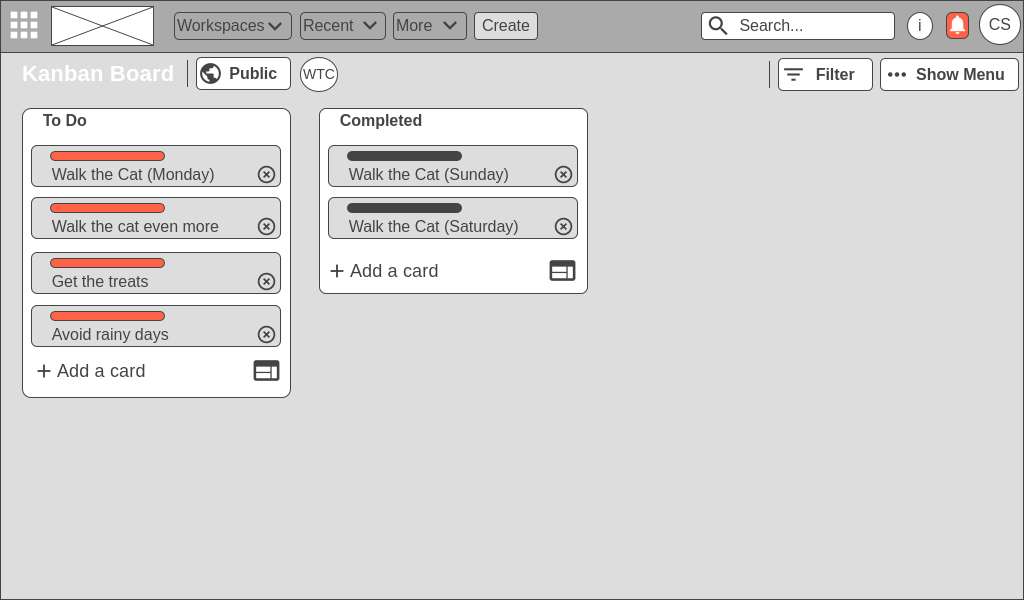 Workspaces Recent More Create Search... i CS
Kanban Board Public WTC Filter Show Menu
To Do
Walk the Cat (Monday)
Walk the cat even more
Get the treats
Avoid rainy days
+ Add a card
Completed
Walk the Cat (Sunday)
Walk the Cat (Saturday)
+ Add a card